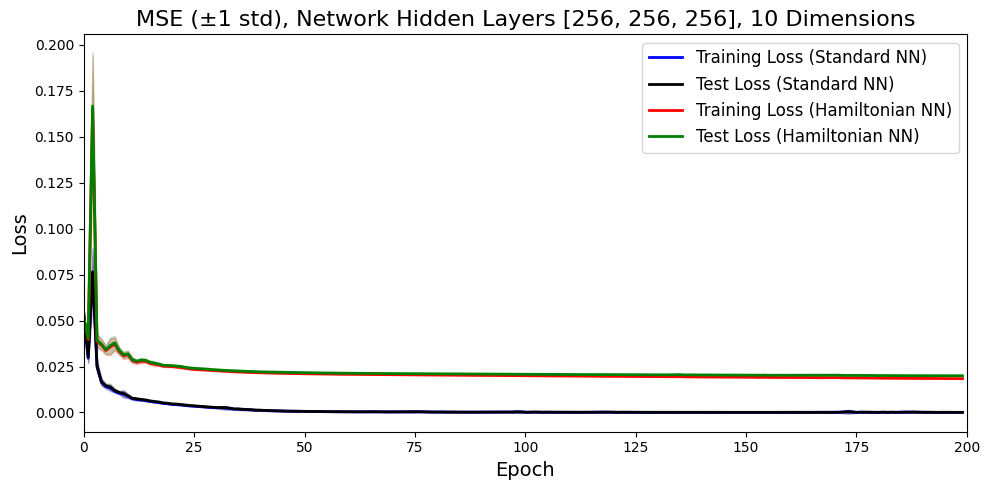 MSE (±1 std), Network Hidden Layers [256, 256, 256], 10 Dimensions
Loss
0.200
0.175
0.150
0.125
0.100
0.075
0.050
0.025
0.000
Training Loss (Standard NN)
Test Loss (Standard NN)
Training Loss (Hamiltonian NN)
Test Loss (Hamiltonian NN)
0 25 50 75 100 125 150 175 200
Epoch